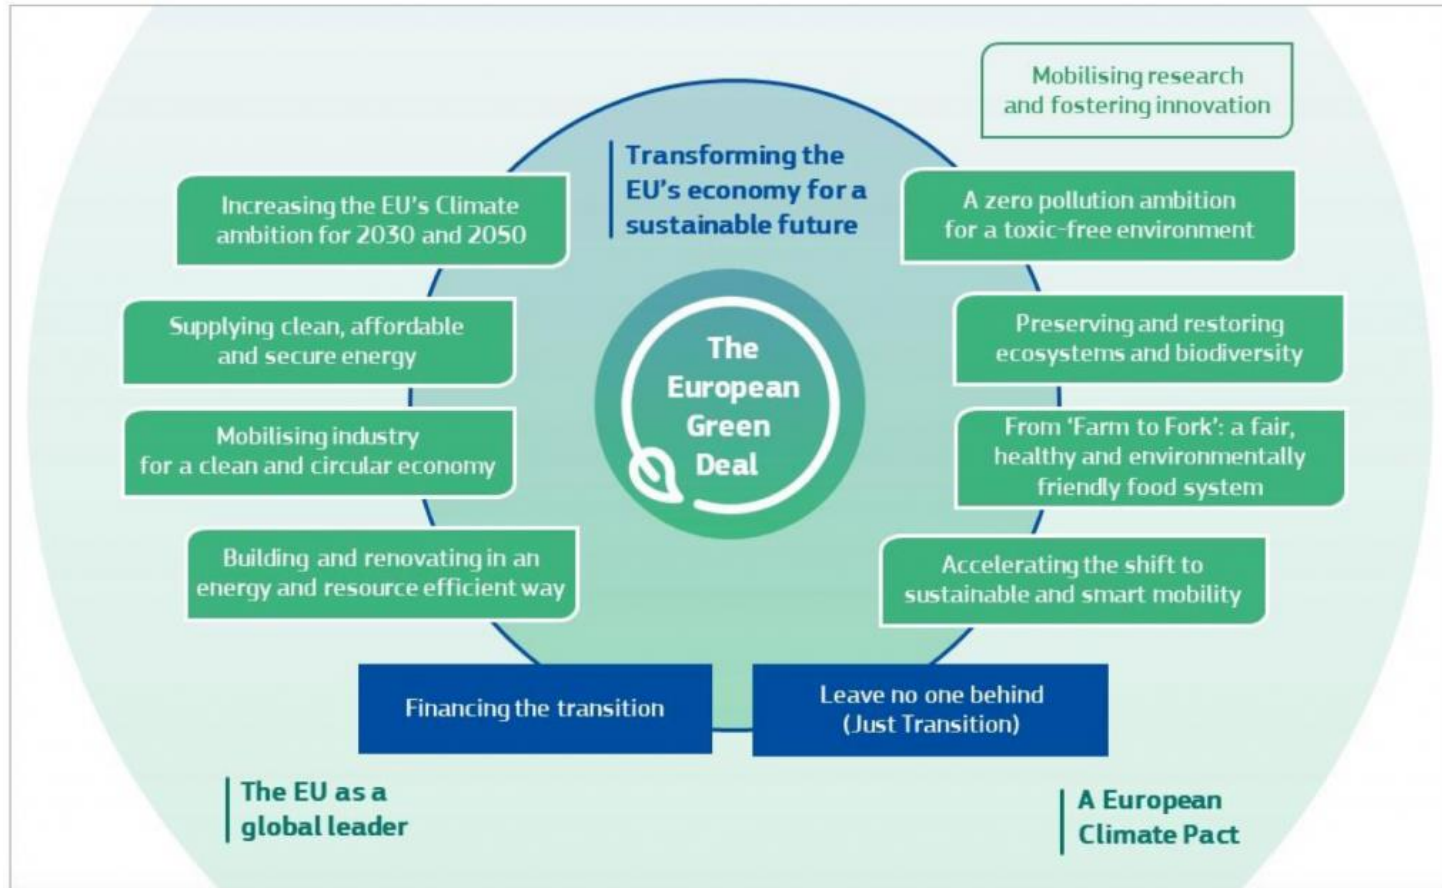 Mobilising research
and fostering innovation
Transforming the
EU's economy for a
sustainable future
Increasing the EU's Climate
ambition for 2030 and 2050
A zero pollution ambition
for a toxic-free environment
Supplying clean, affordable
and secure energy
Preserving and restoring
ecosystems and biodiversity
The
European
Green
Deal
Mobilising industry
for a clean and circular economy
From 'Farm to Fork': a fair,
healthy and environmentally
friendly food system
Building and renovating in an
energy and resource efficient way
Accelerating the shift to
sustainable and smart mobility
Financing the transition
Leave no one behind
(Just Transition)
The EU as a
global leader
A European
Climate Pact